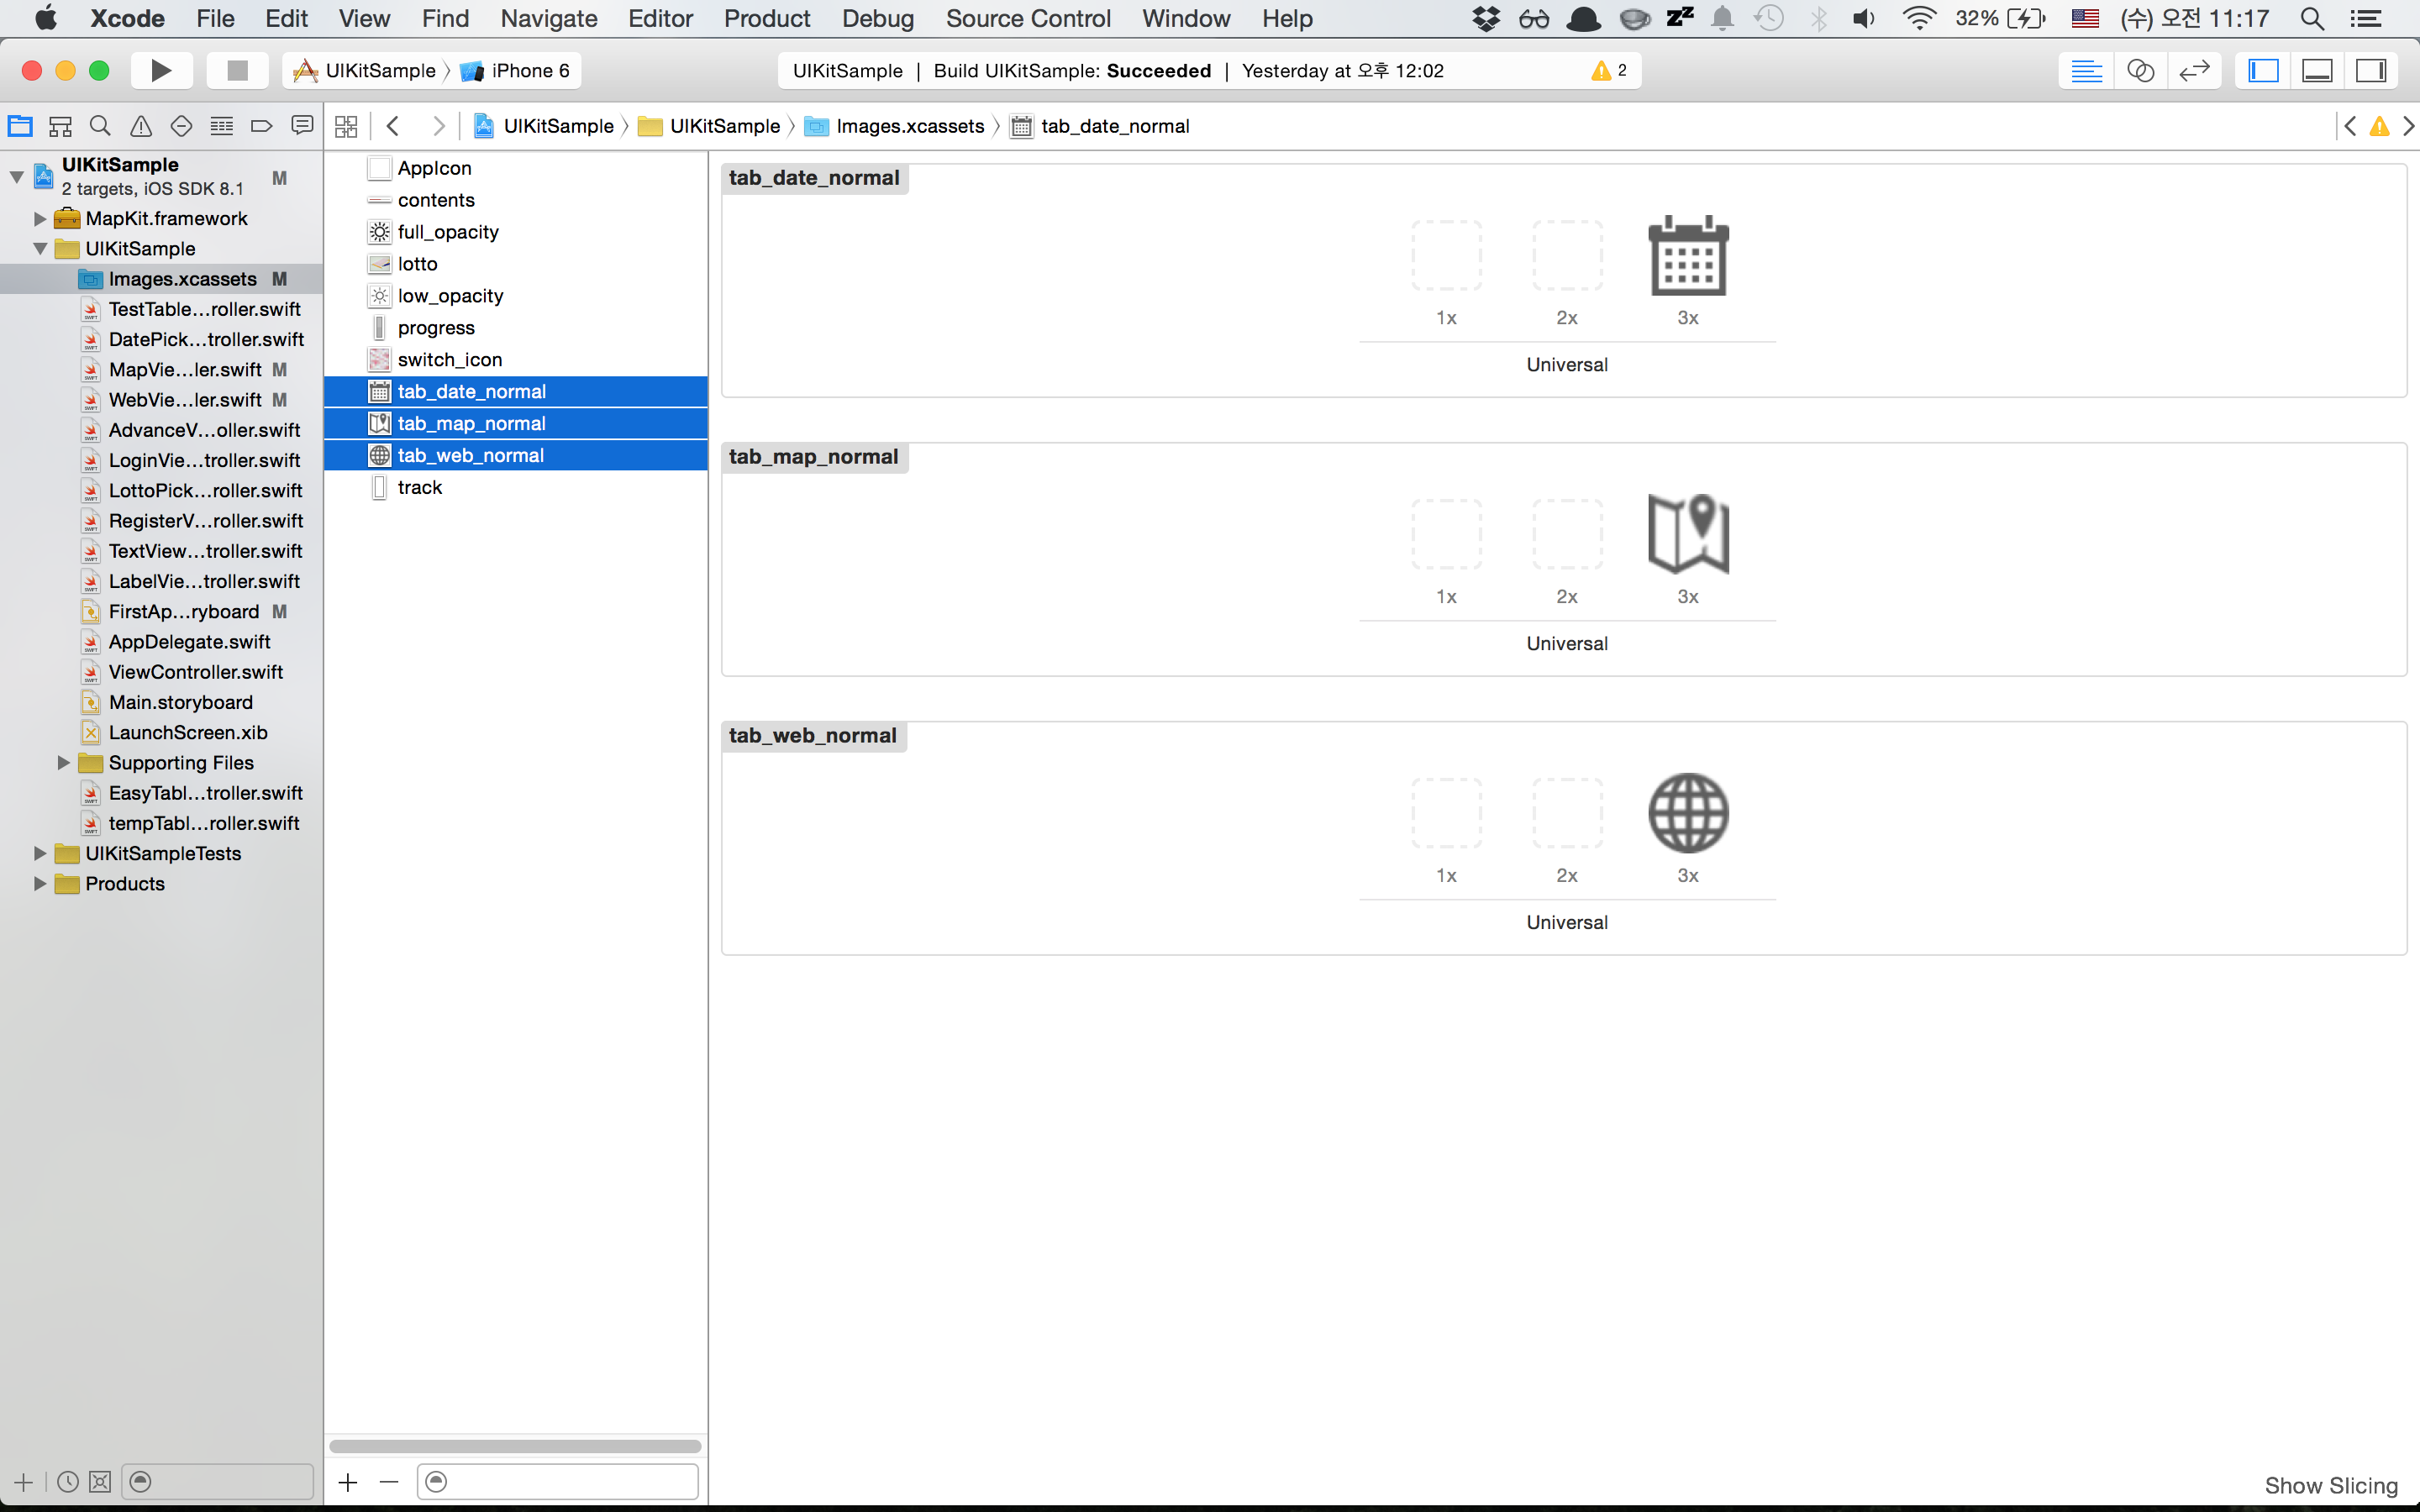 Xcode File Edit View Find Navigate Editor Product Debug Source Control Window Help 32% (수) 오전 11:17
UIKitSample iPhone 6 UIKitSample | Build UIKitSample: Succeeded | Yesterday at 오후 12:02 2
UIKitSample UIKitSample Images.xcassets tab_date_normal
UIKitSample
2 targets, iOS SDK 8.1 M
MapKit.framework
UIKitSample
Images.xcassets M
TestTable...roller.swift
DatePick...troller.swift
MapVie...ler.swift M
WebVie...ler.swift M
AdvanceV...oller.swift
LoginVie...troller.swift
LottoPick...roller.swift
RegisterV...roller.swift
TextView...troller.swift
LabelVie...troller.swift
FirstAp...ryboard M
AppDelegate.swift
ViewController.swift
Main.storyboard
LaunchScreen.xib
Supporting Files
EasyTabl...troller.swift
tempTabl...roller.swift
UIKitSampleTests
Products
AppIcon
contents
full_opacity
lotto
low_opacity
progress
switch_icon
tab_date_normal
tab_map_normal
tab_web_normal
track
tab_date_normal
1x 2x 3x
Universal
tab_map_normal
1x 2x 3x
Universal
tab_web_normal
1x 2x 3x
Universal
Show Slicing